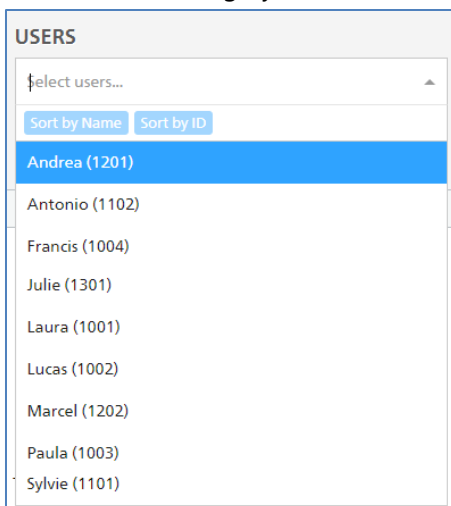 USERS
Select users...
Sort by Name Sort by ID
Andrea (1201)
Antonio (1102)
Francis (1004)
Julie (1301)
Laura (1001)
Lucas (1002)
Marcel (1202)
Paula (1003)
Sylvie (1101)